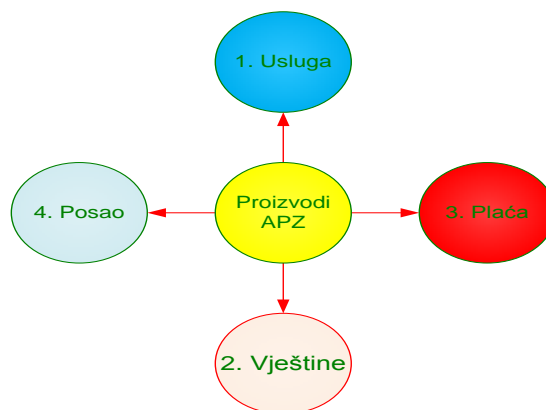 1. Usluga
4. Posao
Proizvodi
APZ
3. Plaća
2. Vještine